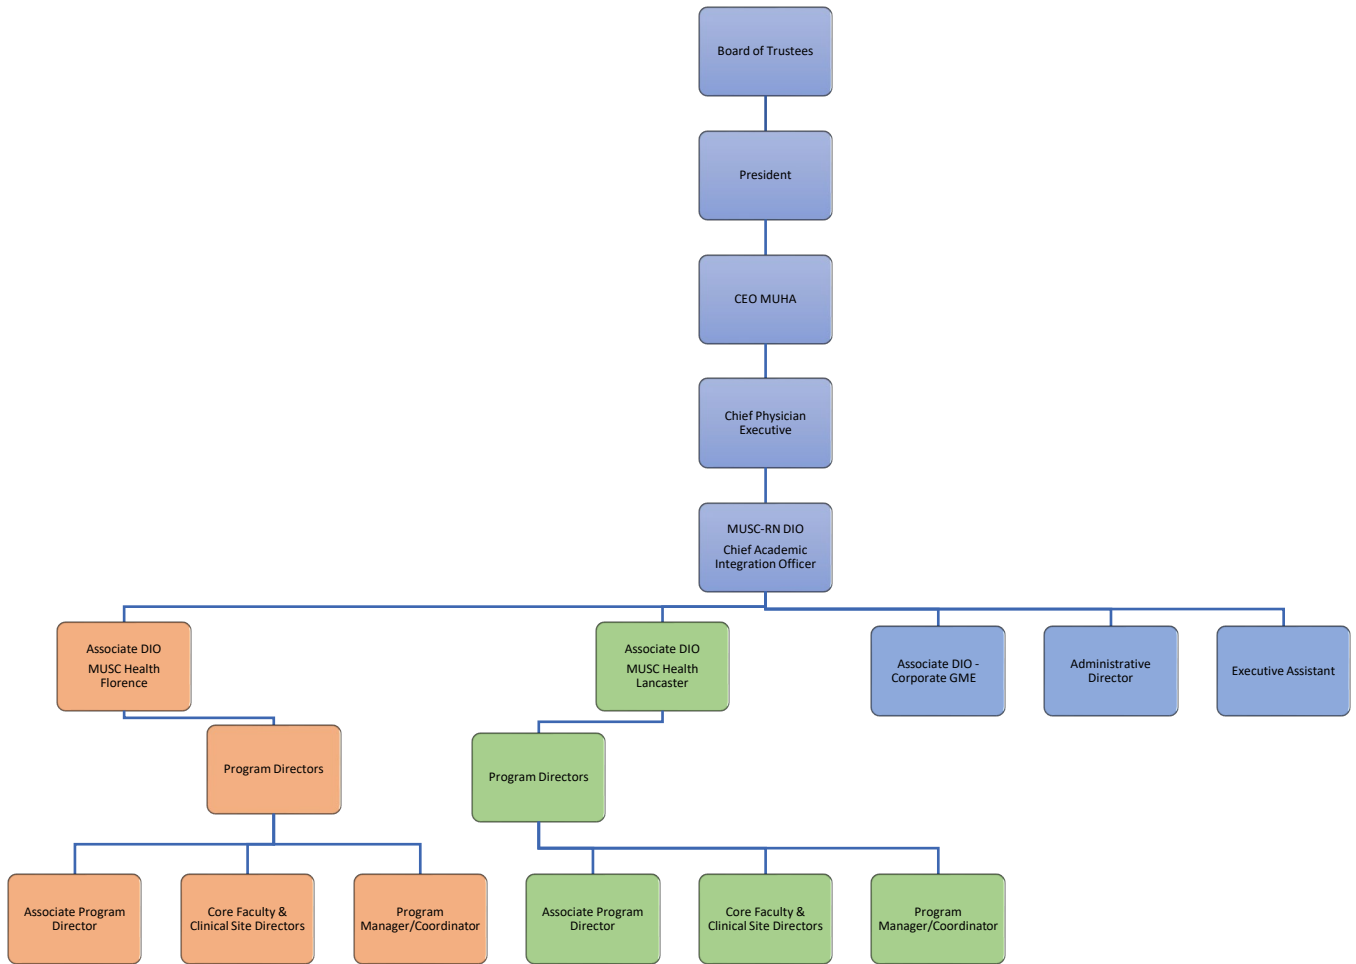 Board of Trustees
President
CEO MUHA
Chief Physician
Executive
MUSC-RN DIO
Chief Academic
Integration Officer
Associate DIO
MUSC Health
Florence
Associate DIO
MUSC Health
Lancaster
Associate DIO -
Corporate GME
Administrative
Director
Executive Assistant
Program Directors
Program Directors
Associate Program
Director
Core Faculty &
Clinical Site Directors
Program
Manager/Coordinator
Associate Program
Director
Core Faculty &
Clinical Site Directors
Program
Manager/Coordinator